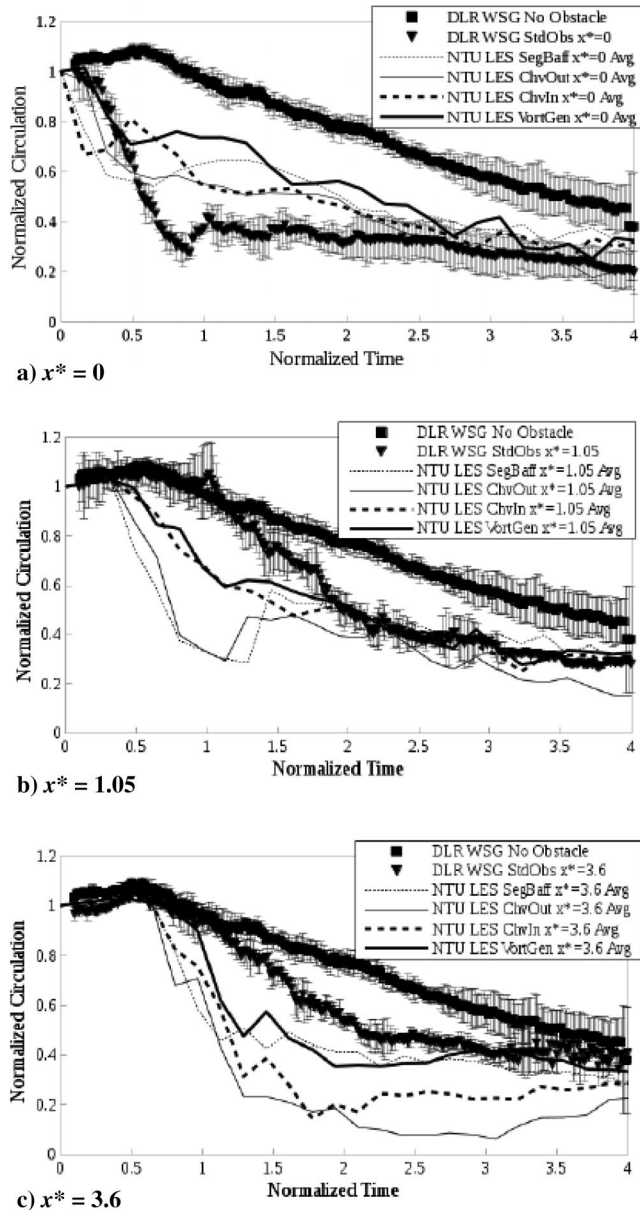 DLR WSG No Obstacle
DLR WSG StdObs x*=0
NTU LES SegBaff x*=0 Avg
NTU LES ChvOut x*=0 Avg
NTU LES ChvIn x*=0 Avg
NTU LES VortGen x*=0 Avg
1.2
1
0.8
0.6
0.4
0.2
0
Normalized Circulation
0 0.5 1 1.5 2 2.5 3 3.5 4
Normalized Time
a) x* = 0
DLR WSG No Obstacle
DLR WSG StdObs x*=1.05
NTU LES SegBaff x*=1.05 Avg
NTU LES ChvOut x*=1.05 Avg
NTU LES ChvIn x*=1.05 Avg
NTU LES VortGen x*=1.05 Avg
1.2
1
0.8
0.6
0.4
0.2
0
Normalized Circulation
0 0.5 1 1.5 2 2.5 3 3.5 4
Normalized Time
b) x* = 1.05
DLR WSG No Obstacle
DLR WSG StdObs x*=3.6
NTU LES SegBaff x*=3.6 Avg
NTU LES ChvOut x*=3.6 Avg
NTU LES ChvIn x*=3.6 Avg
NTU LES VortGen x*=3.6 Avg
1.2
1
0.8
0.6
0.4
0.2
0
Normalized Circulation
0 0.5 1 1.5 2 2.5 3 3.5 4
Normalized Time
c) x* = 3.6